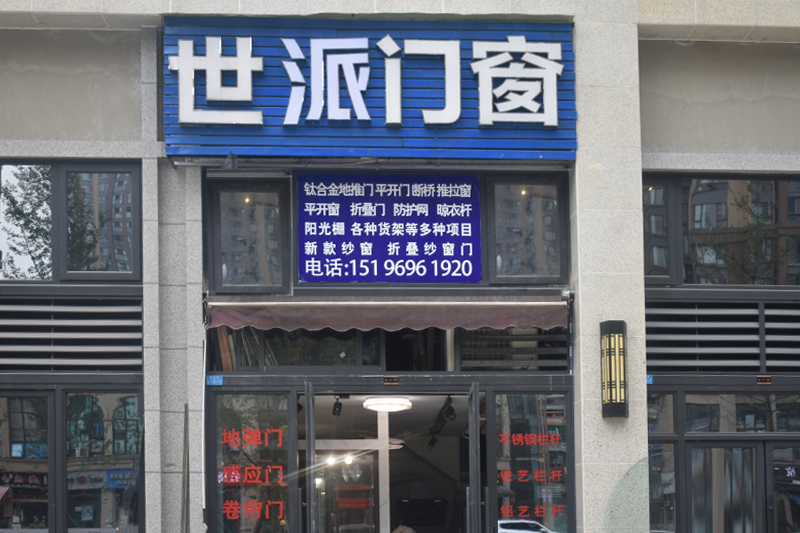 世派门窗
钛合金地推门 平开门 断桥 推拉窗
平开窗 折叠门 防护网 晾衣杆
阳光棚 各种货架等多种项目
新款纱窗 折叠纱窗门
电话:151 9696 1920
地弹门
感应门
卷帘门
不锈钢栏杆
铁艺栏杆
铝艺栏杆